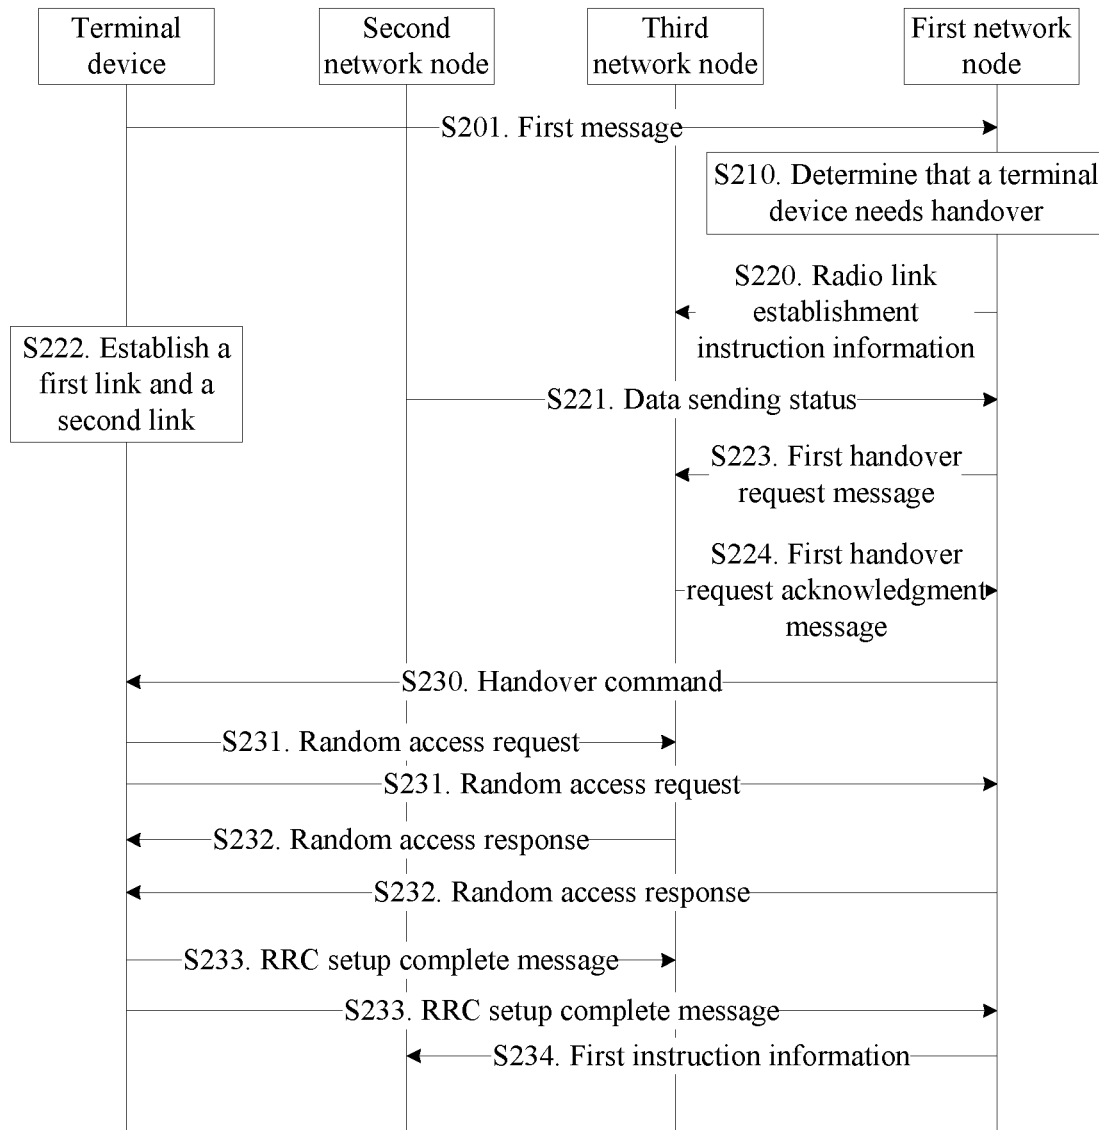 Terminal
device
Second
network node
Third
network node
First network
node
S201. First message
S210. Determine that a terminal
device needs handover
S220. Radio link
establishment
instruction information
S222. Establish a
first link and a
second link
S221. Data sending status
S223. First handover
request message
S224. First handover
request acknowledgment
message
S230. Handover command
S231. Random access request
S231. Random access request
S232. Random access response
S232. Random access response
S233. RRC setup complete message
S233. RRC setup complete message
S234. First instruction information